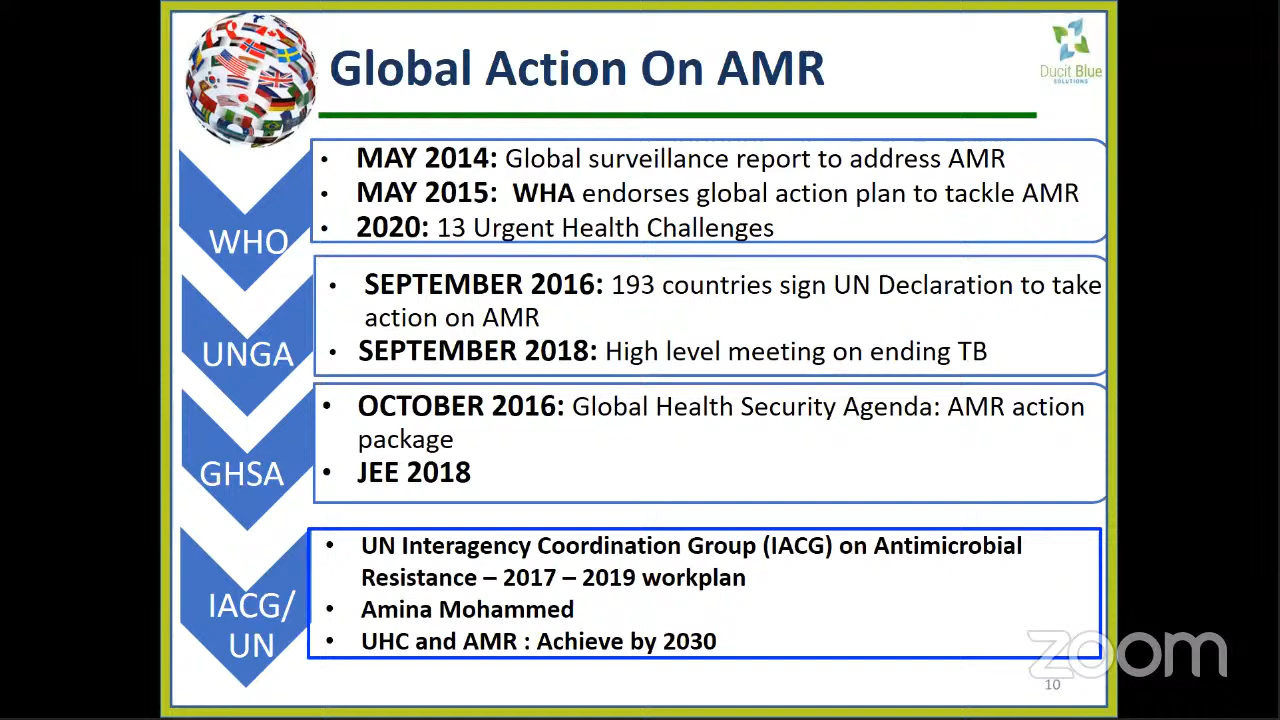 Global Action On AMR
Ducit Blue
SOLUTIONS
WHO
• MAY 2014: Global surveillance report to address AMR
• MAY 2015: WHA endorses global action plan to tackle AMR
• 2020: 13 Urgent Health Challenges
UNGA
• SEPTEMBER 2016: 193 countries sign UN Declaration to take
action on AMR
• SEPTEMBER 2018: High level meeting on ending TB
GHSA
• OCTOBER 2016: Global Health Security Agenda: AMR action
package
• JEE 2018
IACG/
UN
• UN Interagency Coordination Group (IACG) on Antimicrobial
Resistance – 2017 – 2019 workplan
• Amina Mohammed
• UHC and AMR : Achieve by 2030
zoom
10